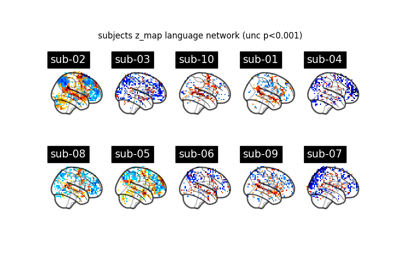 subjects z_map language network (unc p<0.001)
sub-02 sub-03 sub-10 sub-01 sub-04
sub-08 sub-05 sub-06 sub-09 sub-07